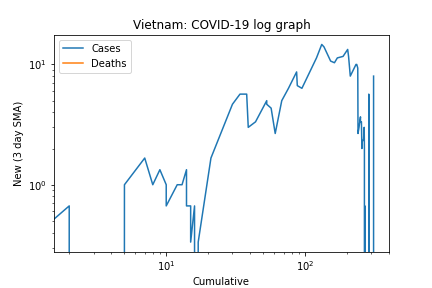 Vietnam: COVID-19 log graph
Cases
Deaths
10¹
10⁰
New (3 day SMA)
10¹ 10²
Cumulative